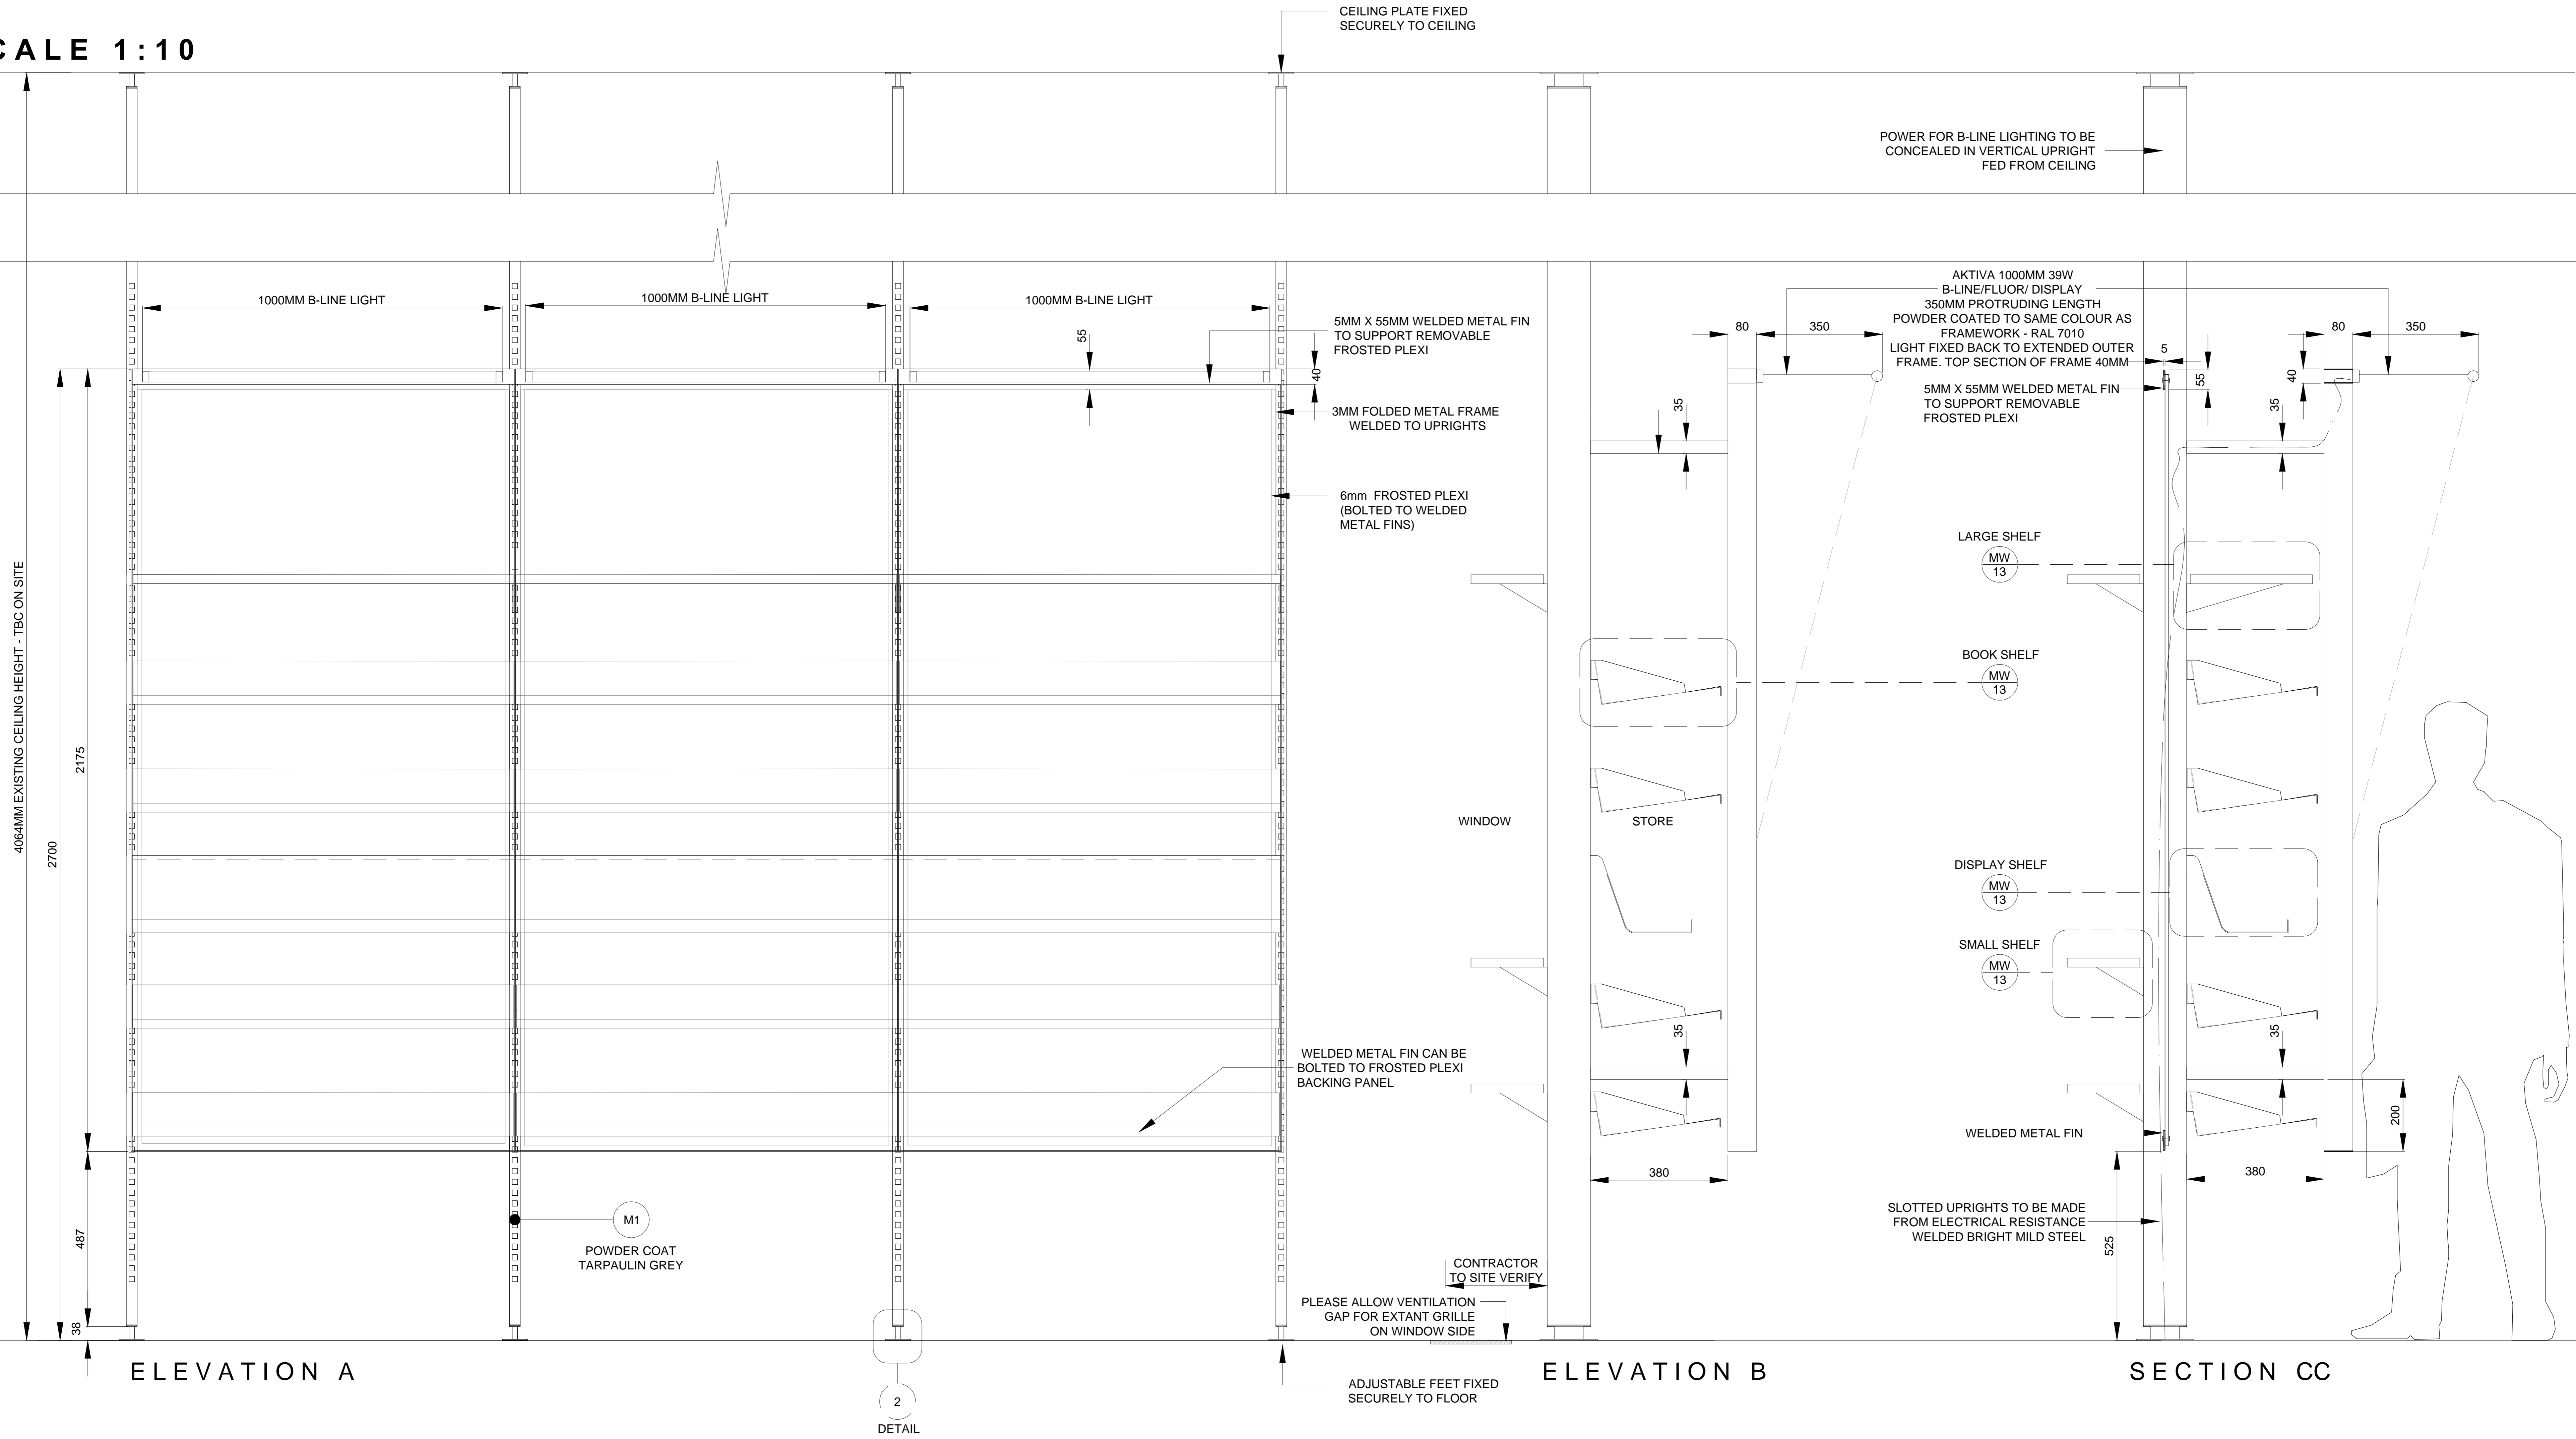 CALE 1:10
CEILING PLATE FIXED
SECURELY TO CEILING
POWER FOR B-LINE LIGHTING TO BE
CONCEALED IN VERTICAL UPRIGHT
FED FROM CEILING
4064MM EXISTING CEILING HEIGHT - TBC ON SITE
2700
2175
487
38
1000MM B-LINE LIGHT
1000MM B-LINE LIGHT
1000MM B-LINE LIGHT
55
40
5MM X 55MM WELDED METAL FIN
TO SUPPORT REMOVABLE
FROSTED PLEXI
3MM FOLDED METAL FRAME
WELDED TO UPRIGHTS
6mm FROSTED PLEXI
(BOLTED TO WELDED
METAL FINS)
WELDED METAL FIN CAN BE
BOLTED TO FROSTED PLEXI
BACKING PANEL
M1
POWDER COAT
TARPAULIN GREY
2
DETAIL
ELEVATION A
ADJUSTABLE FEET FIXED
SECURELY TO FLOOR
PLEASE ALLOW VENTILATION
GAP FOR EXTANT GRILLE
ON WINDOW SIDE
CONTRACTOR
TO SITE VERIFY
WINDOW
STORE
80
350
35
35
380
ELEVATION B
AKTIVA 1000MM 39W
B-LINE/FLUOR/ DISPLAY
350MM PROTRUDING LENGTH
POWDER COATED TO SAME COLOUR AS
FRAMEWORK - RAL 7010
LIGHT FIXED BACK TO EXTENDED OUTER
FRAME. TOP SECTION OF FRAME 40MM
5MM X 55MM WELDED METAL FIN
TO SUPPORT REMOVABLE
FROSTED PLEXI
LARGE SHELF
MW
13
BOOK SHELF
MW
13
DISPLAY SHELF
MW
13
SMALL SHELF
MW
13
WELDED METAL FIN
SLOTTED UPRIGHTS TO BE MADE
FROM ELECTRICAL RESISTANCE
WELDED BRIGHT MILD STEEL
5
55
40
80
350
35
35
200
380
525
SECTION CC